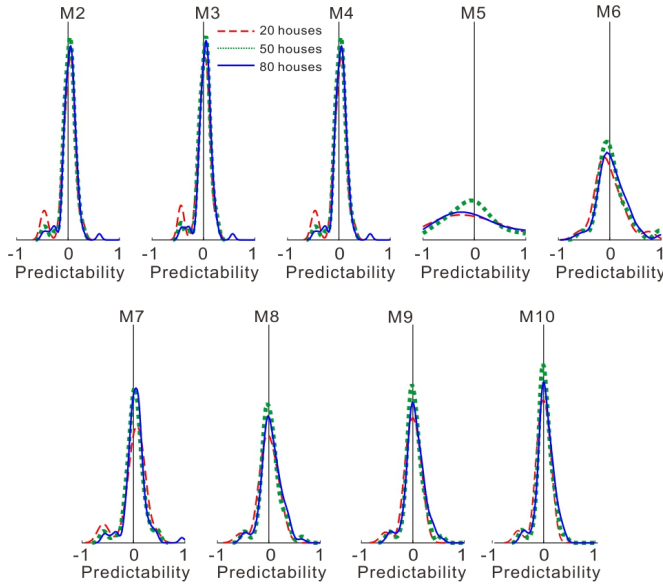 M2 M3 M4 M5 M6
20 houses
50 houses
80 houses
-1 0 1 -1 0 1 -1 0 1 -1 0 1 -1 0 1
Predictability Predictability Predictability Predictability Predictability
M7 M8 M9 M10
-1 0 1 -1 0 1 -1 0 1 -1 0 1
Predictability Predictability Predictability Predictability